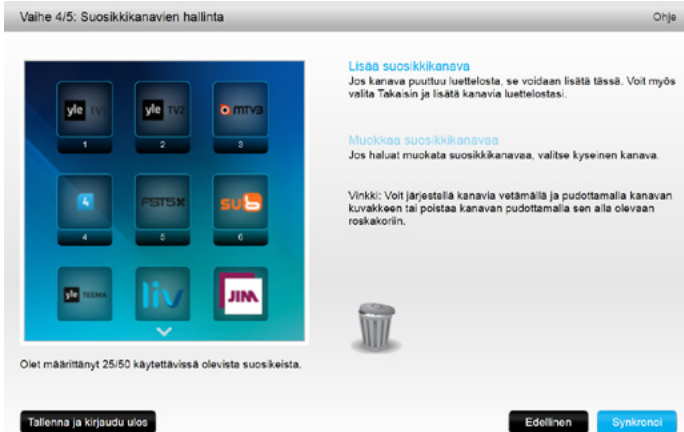 Vaihe 4/5: Suosikkikanavien hallinta
Ohje
yle TV1
yle TV2
MTV3
1
2
3
4
FST5
sub
4
5
6
yle TEEMA
liv
JIM
Olet määrittänyt 25/50 käytettävissä olevista suosikeista.
Lisää suosikkikanava
Jos kanava puuttuu luettelosta, se voidaan lisätä tässä. Voit myös
valita Takaisin ja lisätä kanavia luettelostasi.
Muokkaa suosikkikanavaa
Jos haluat muokata suosikkikanavaa, valitse kyseinen kanava.
Vinkki: Voit järjestellä kanavia vetämällä ja pudottamalla kanavan
kuvakkeen tai poistaa kanavan pudottamalla sen alla olevaan
roskakoriin.
Tallenna ja kirjaudu ulos
Edellinen
Synkronoi